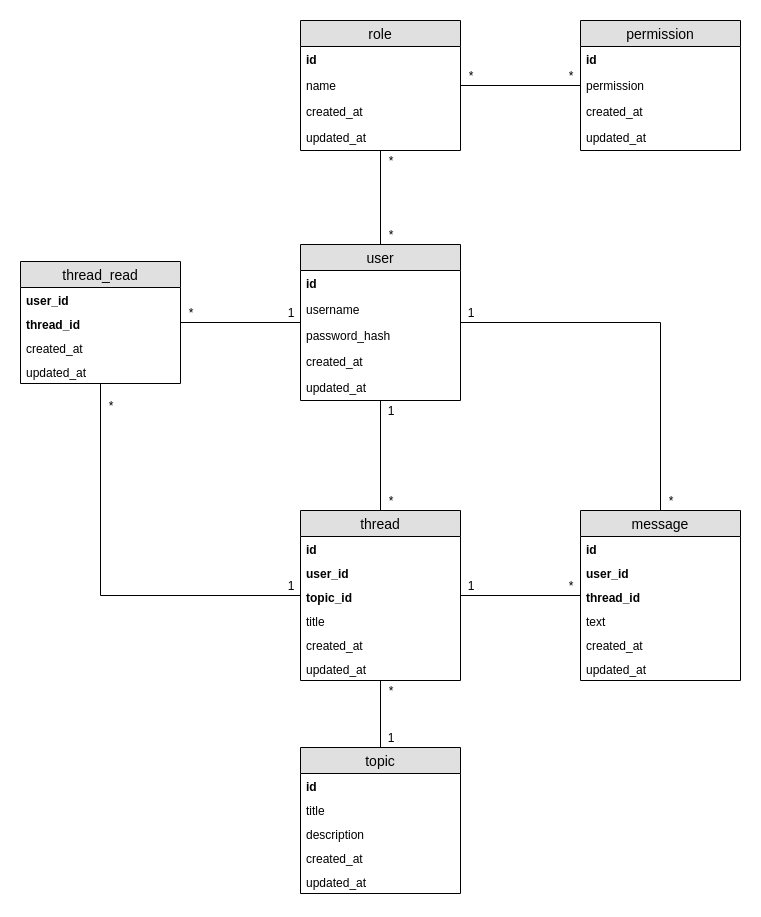 role
id
name
created_at
updated_at
permission
id
permission
created_at
updated_at
*
*
*
*
thread_read
user_id
thread_id
created_at
updated_at
*
1
user
id
username
password_hash
created_at
updated_at
1
*
1
*
*
1
thread
id
user_id
topic_id
title
created_at
updated_at
1
*
message
id
user_id
thread_id
text
created_at
updated_at
*
1
topic
id
title
description
created_at
updated_at